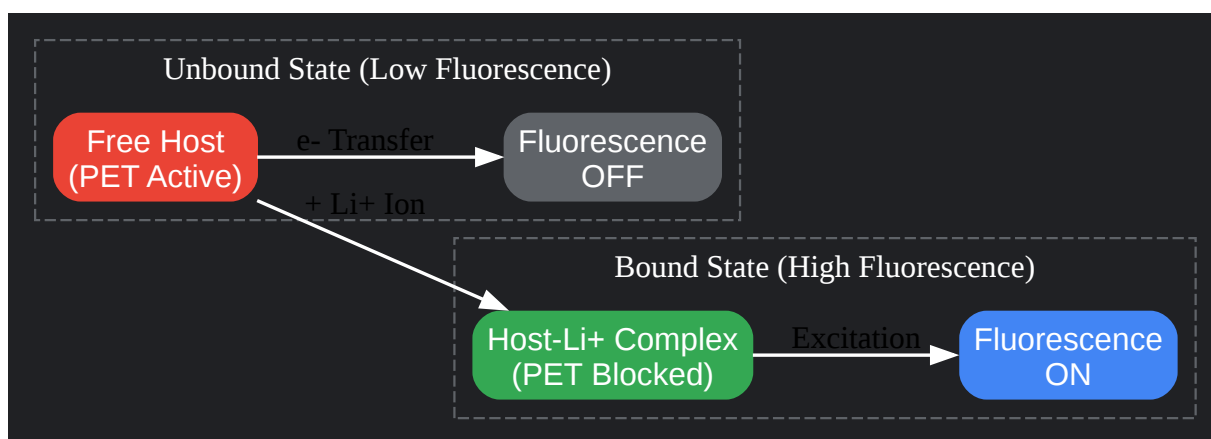 Unbound State (Low Fluorescence)
Free Host
(PET Active)
e- Transfer
Fluorescence
OFF
+ Li+ Ion
Bound State (High Fluorescence)
Host-Li+ Complex
(PET Blocked)
Excitation
Fluorescence
ON